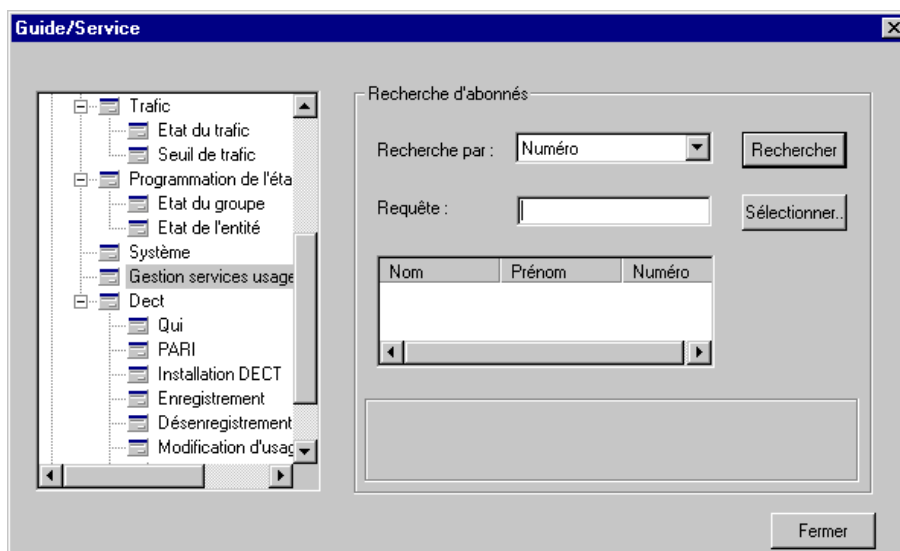 Guide/Service
Trafic
Etat du trafic
Seuil de trafic
Programmation de l'éta
Etat du groupe
Etat de l'entité
Système
Gestion services usage
Dect
Qui
PARI
Installation DECT
Enregistrement
Désenregistrement
Modification d'usag
Recherche d'abonnés
Recherche par : Numéro Rechercher
Requête : Sélectionner..
Nom Prénom Numéro
Fermer